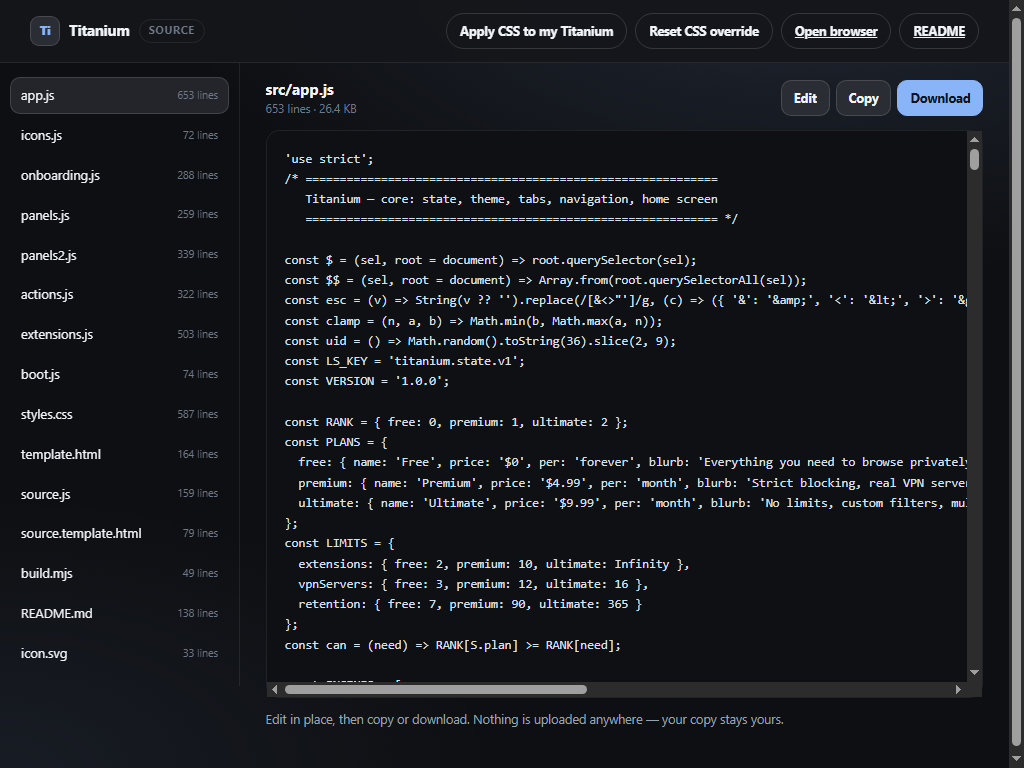 Ti Titanium SOURCE Apply CSS to my Titanium Reset CSS override Open browser README
app.js 653 lines
icons.js 72 lines
onboarding.js 288 lines
panels.js 259 lines
panels2.js 339 lines
actions.js 322 lines
extensions.js 503 lines
boot.js 74 lines
styles.css 587 lines
template.html 164 lines
source.js 159 lines
source.template.html 79 lines
build.mjs 49 lines
README.md 138 lines
icon.svg 33 lines
src/app.js
653 lines · 26.4 KB
Edit Copy Download
'use strict';
/* ============================================================
Titanium — core: state, theme, tabs, navigation, home screen
============================================================ */
const $ = (sel, root = document) => root.querySelector(sel);
const $$ = (sel, root = document) => Array.from(root.querySelectorAll(sel));
const esc = (v) => String(v ?? '').replace(/[&<>"']/g, (c) => ({ '&': '&amp;', '<': '&lt;', '>': '&g
const clamp = (n, a, b) => Math.min(b, Math.max(a, n));
const uid = () => Math.random().toString(36).slice(2, 9);
const LS_KEY = 'titanium.state.v1';
const VERSION = '1.0.0';
const RANK = { free: 0, premium: 1, ultimate: 2 };
const PLANS = {
free: { name: 'Free', price: '$0', per: 'forever', blurb: 'Everything you need to browse privately
premium: { name: 'Premium', price: '$4.99', per: 'month', blurb: 'Strict blocking, real VPN server
ultimate: { name: 'Ultimate', price: '$9.99', per: 'month', blurb: 'No limits, custom filters, mu
};
const LIMITS = {
extensions: { free: 2, premium: 10, ultimate: Infinity },
vpnServers: { free: 3, premium: 12, ultimate: 16 },
retention: { free: 7, premium: 90, ultimate: 365 }
};
const can = (need) => RANK[S.plan] >= RANK[need];
Edit in place, then copy or download. Nothing is uploaded anywhere — your copy stays yours.